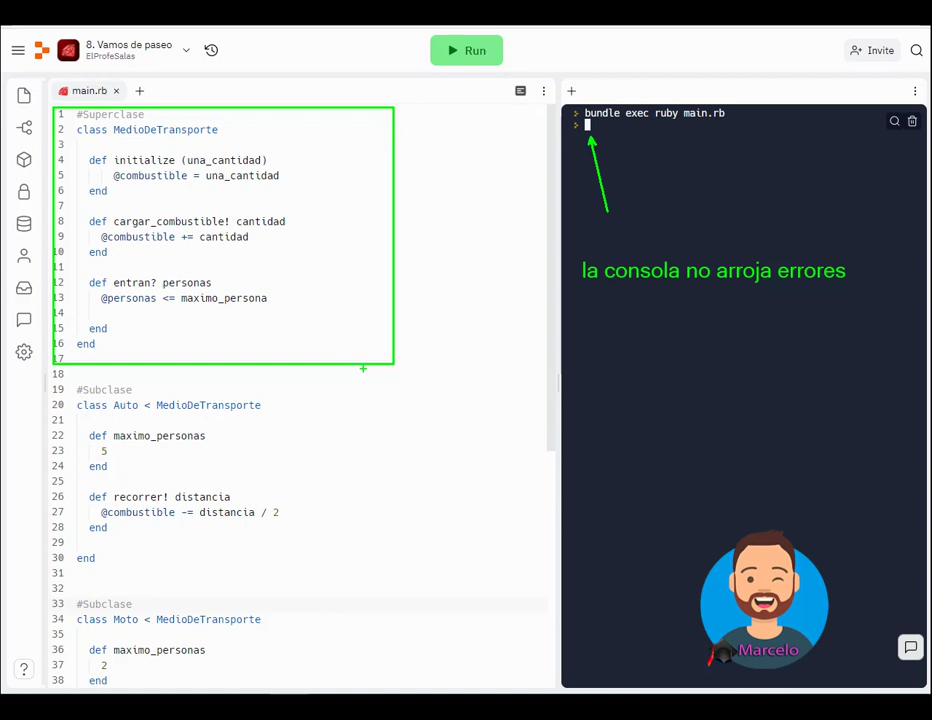 8. Vamos de paseo
ElProfeSalas
Run
Invite
main.rb
1 #Superclase
2 class MedioDeTransporte
3
4 def initialize (una_cantidad)
5 @combustible = una_cantidad
6 end
7
8 def cargar_combustible! cantidad
9 @combustible += cantidad
10 end
11
12 def entran? personas
13 @personas <= maximo_persona
14
15 end
16 end
17
18
19 #Subclase
20 class Auto < MedioDeTransporte
21
22 def maximo_personas
23 5
24 end
25
26 def recorrer! distancia
27 @combustible -= distancia / 2
28 end
29
30 end
31
32
33 #Subclase
34 class Moto < MedioDeTransporte
35
36 def maximo_personas
37 2
38 end
bundle exec ruby main.rb
la consola no arroja errores
Marcelo